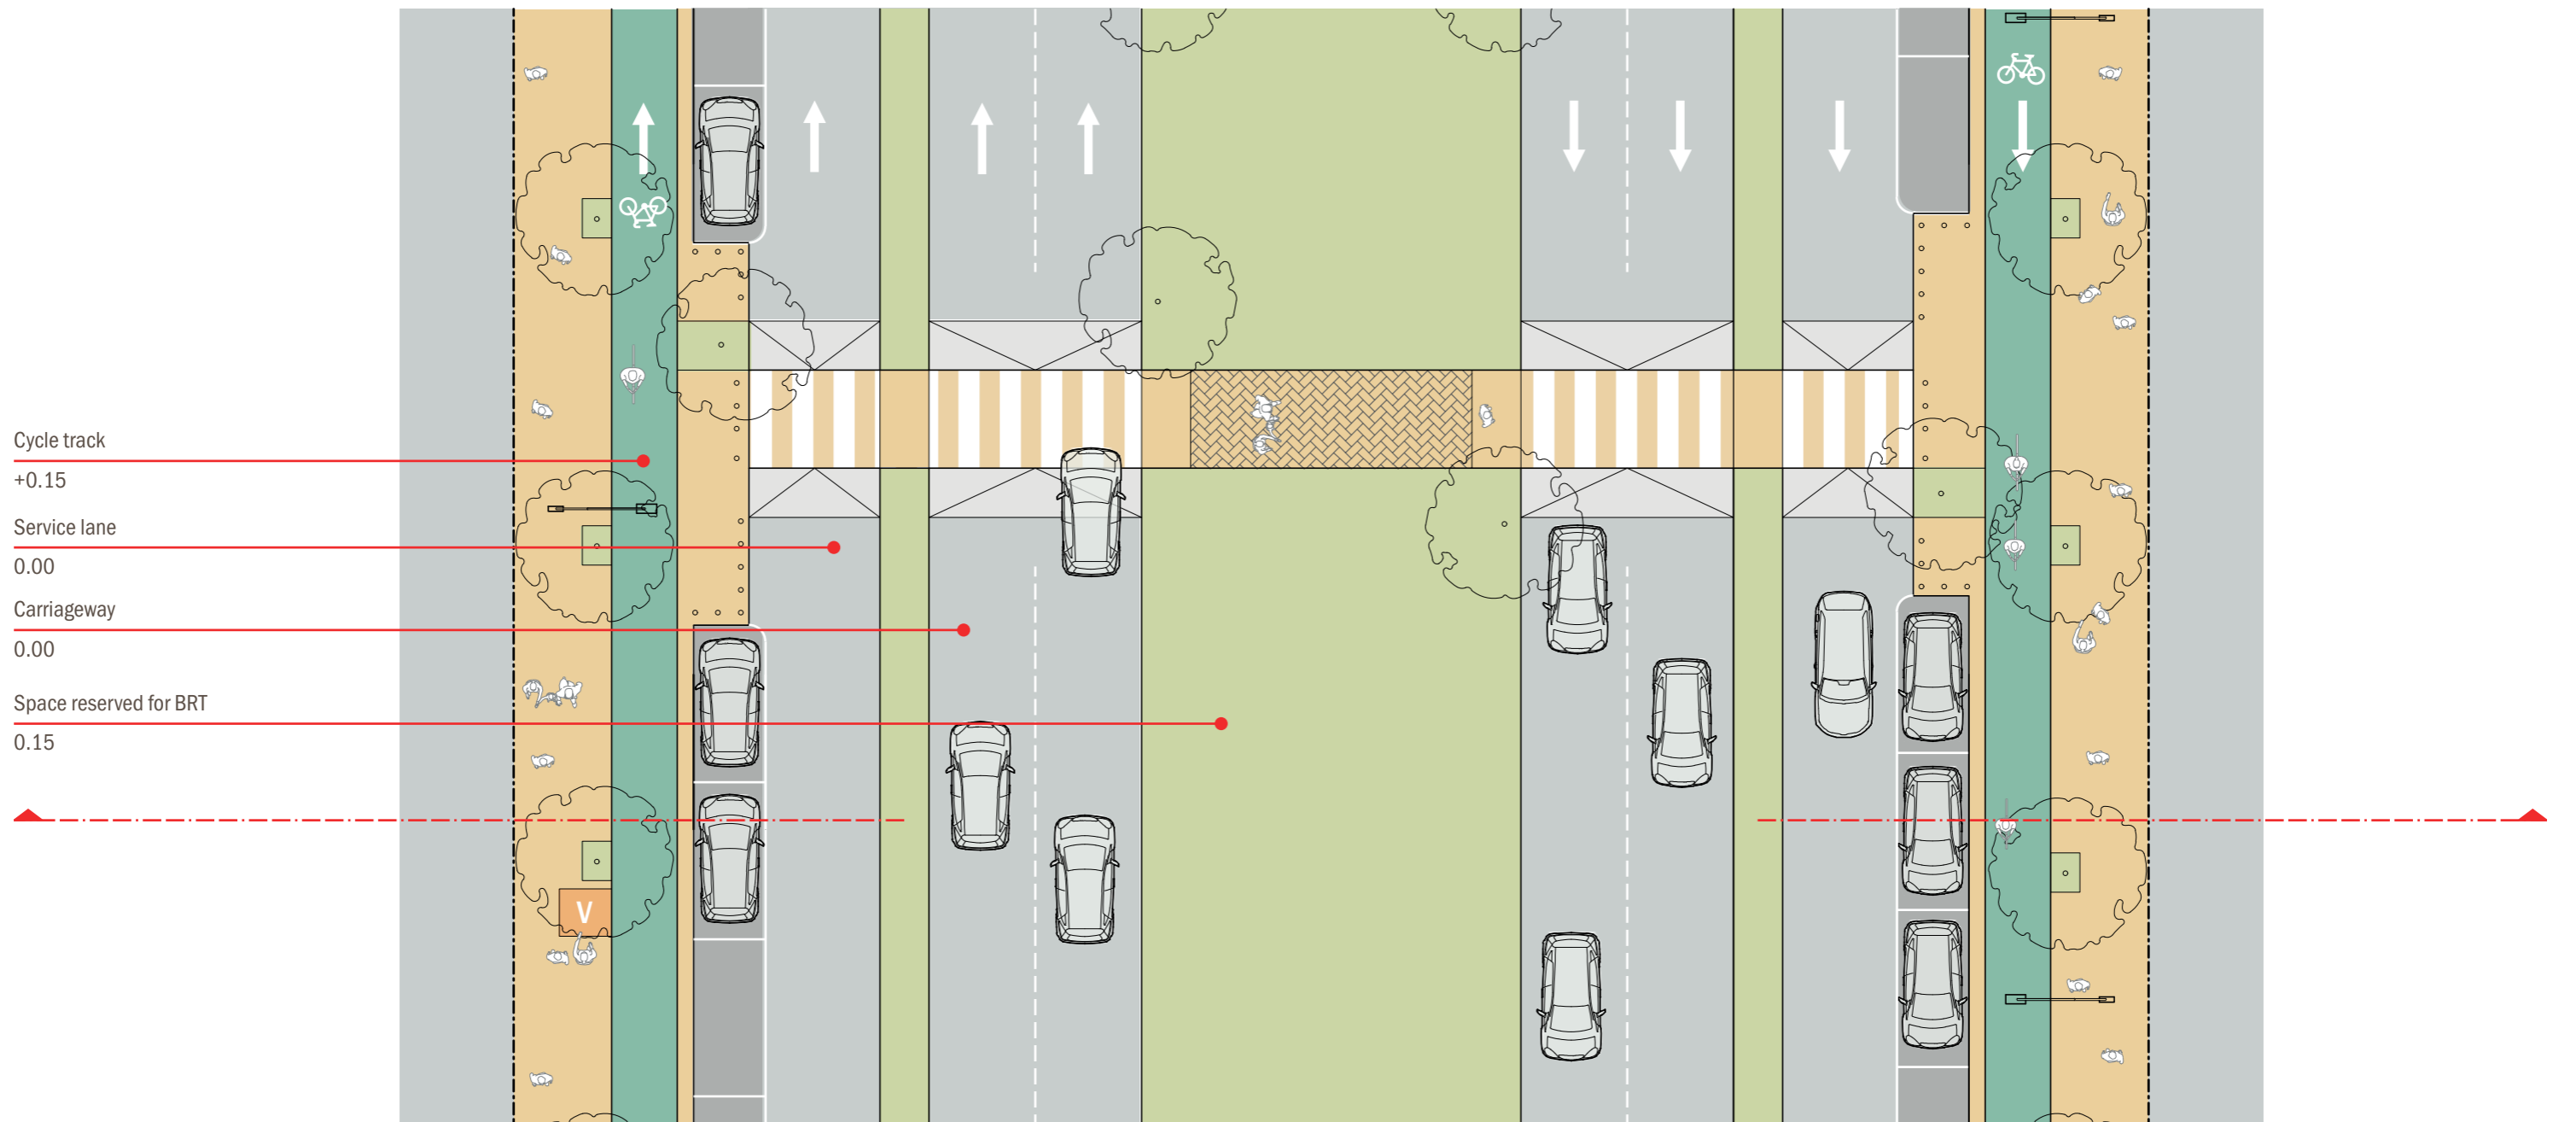 Cycle track
+0.15
Service lane
0.00
Carriageway
0.00
Space reserved for BRT
0.15
V